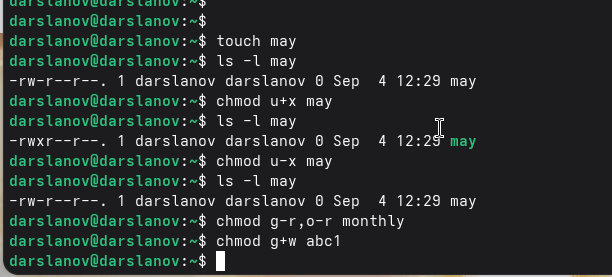 darslanov@darslanov:~$
darslanov@darslanov:~$
darslanov@darslanov:~$ touch may
darslanov@darslanov:~$ ls -l may
-rw-r--r--. 1 darslanov darslanov 0 Sep  4 12:29 may
darslanov@darslanov:~$ chmod u+x may
darslanov@darslanov:~$ ls -l may
-rwxr--r--. 1 darslanov darslanov 0 Sep  4 12:29 may
darslanov@darslanov:~$ chmod u-x may
darslanov@darslanov:~$ ls -l may
-rw-r--r--. 1 darslanov darslanov 0 Sep  4 12:29 may
darslanov@darslanov:~$ chmod g-r,o-r monthly
darslanov@darslanov:~$ chmod g+w abc1
darslanov@darslanov:~$